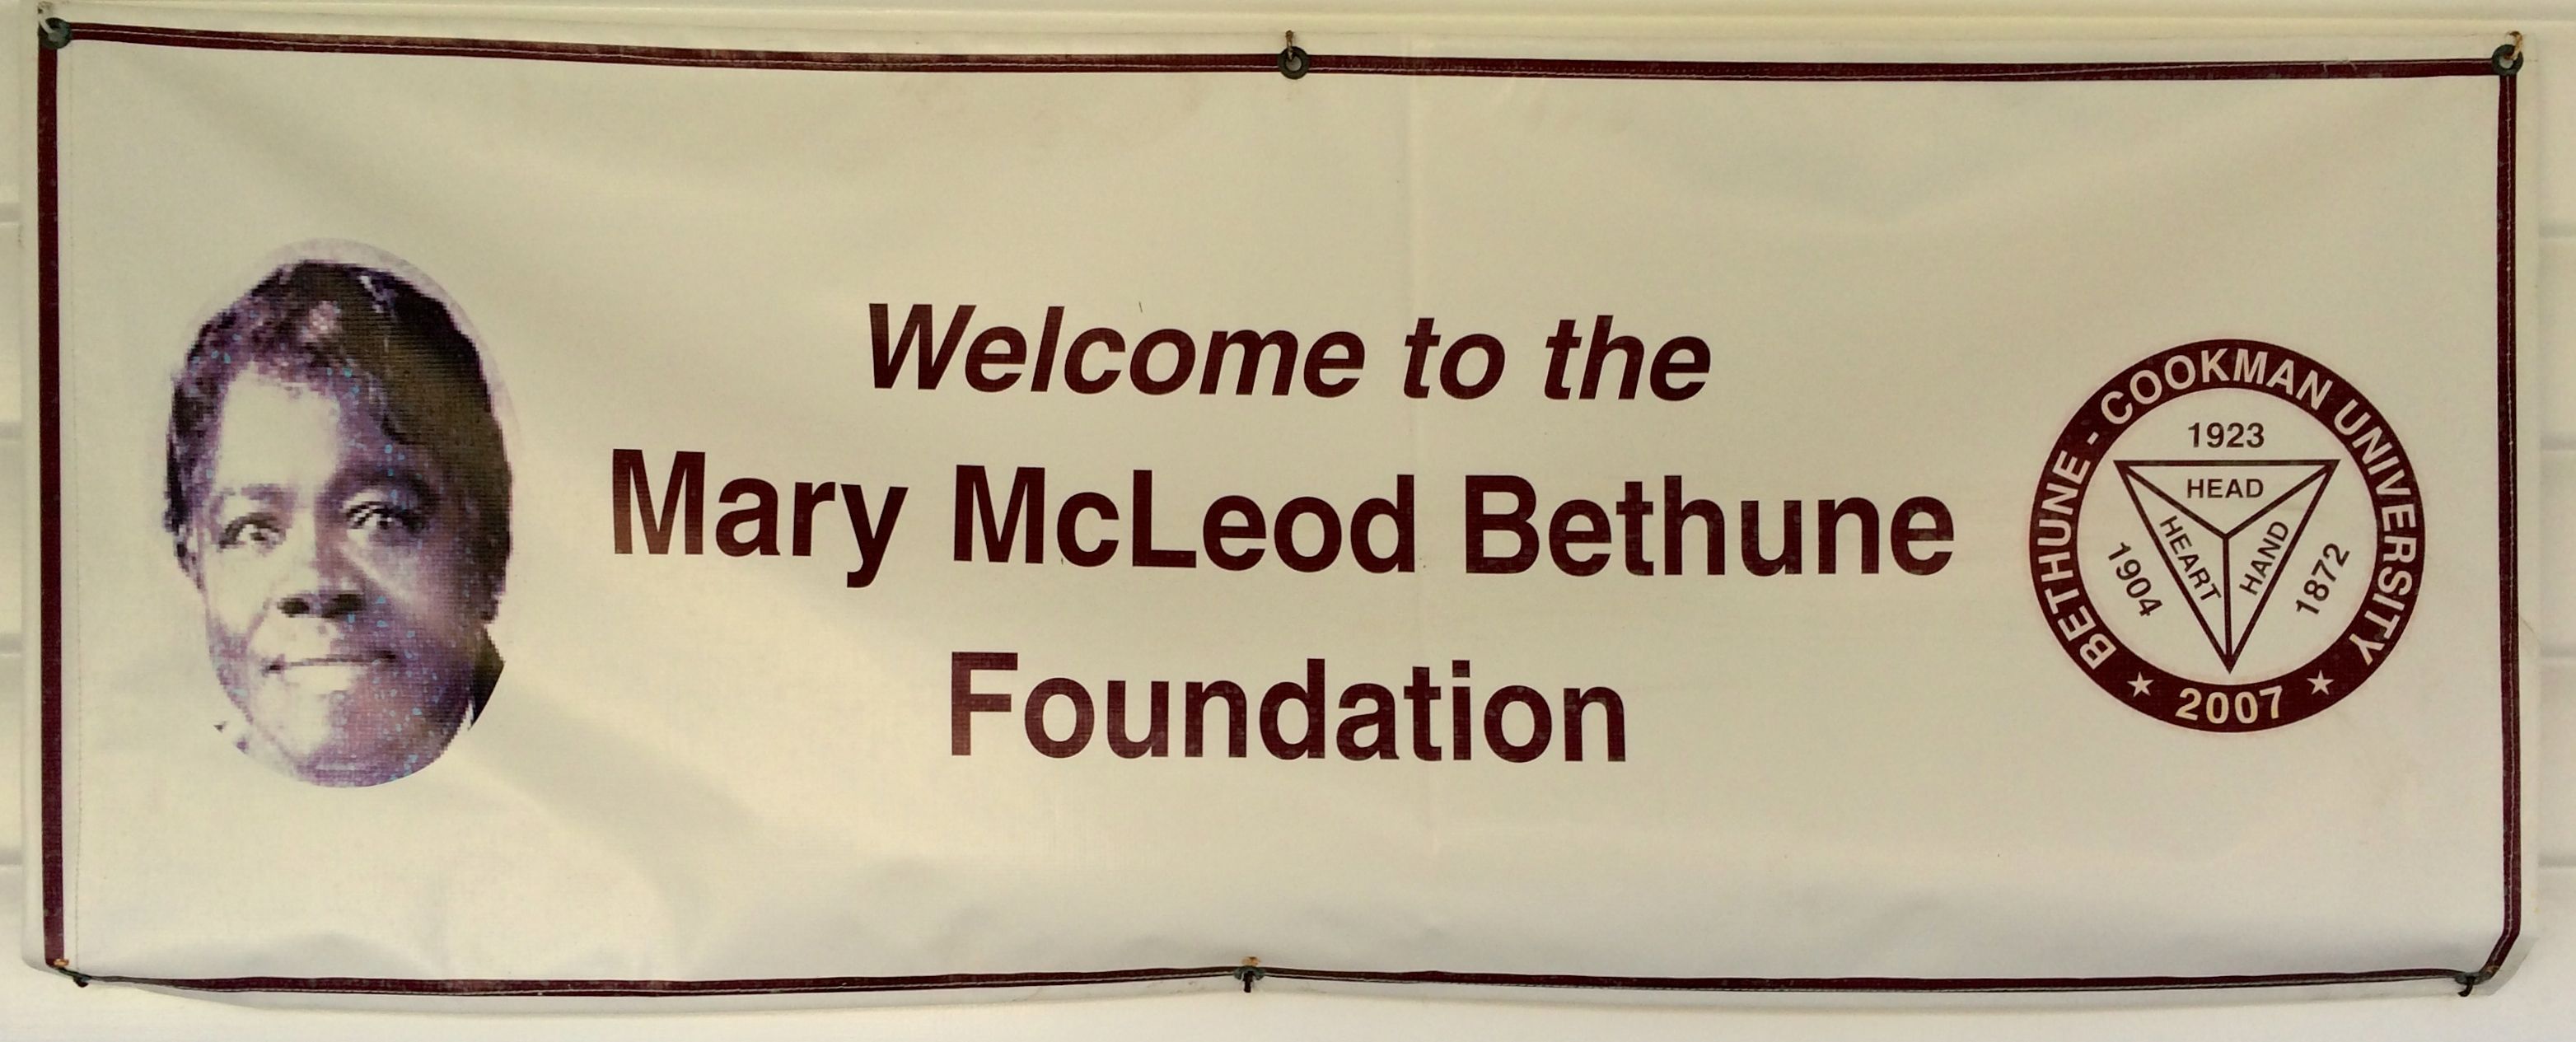 Welcome to the
Mary McLeod Bethune
Foundation
BETHUNE - COOKMAN UNIVERSITY
1923
HEAD
HEART
HAND
1904
1872
★ 2007 ★